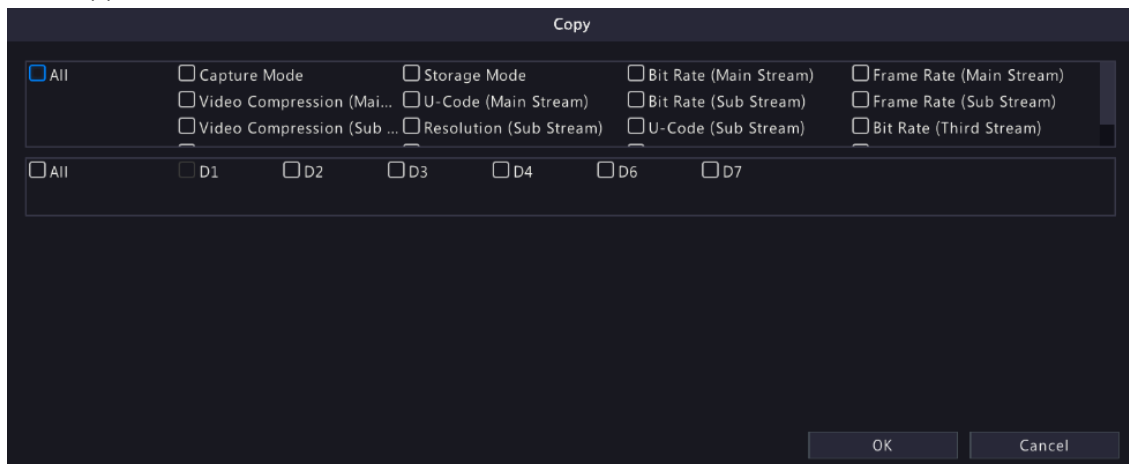 Copy
All Capture Mode Storage Mode Bit Rate (Main Stream) Frame Rate (Main Stream)
Video Compression (Mai... U-Code (Main Stream) Bit Rate (Sub Stream) Frame Rate (Sub Stream)
Video Compression (Sub ... Resolution (Sub Stream) U-Code (Sub Stream) Bit Rate (Third Stream)
All D1 D2 D3 D4 D6 D7
OK Cancel